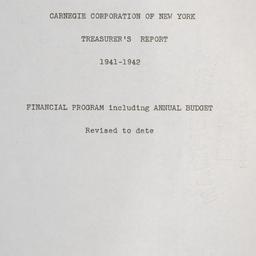 CARNEGIE CORPORATION OF NEW YORK
TREASURER'S REPORT
1941-1942
FINANCIAL PROGRAM including ANNUAL BUDGET
Revised to date